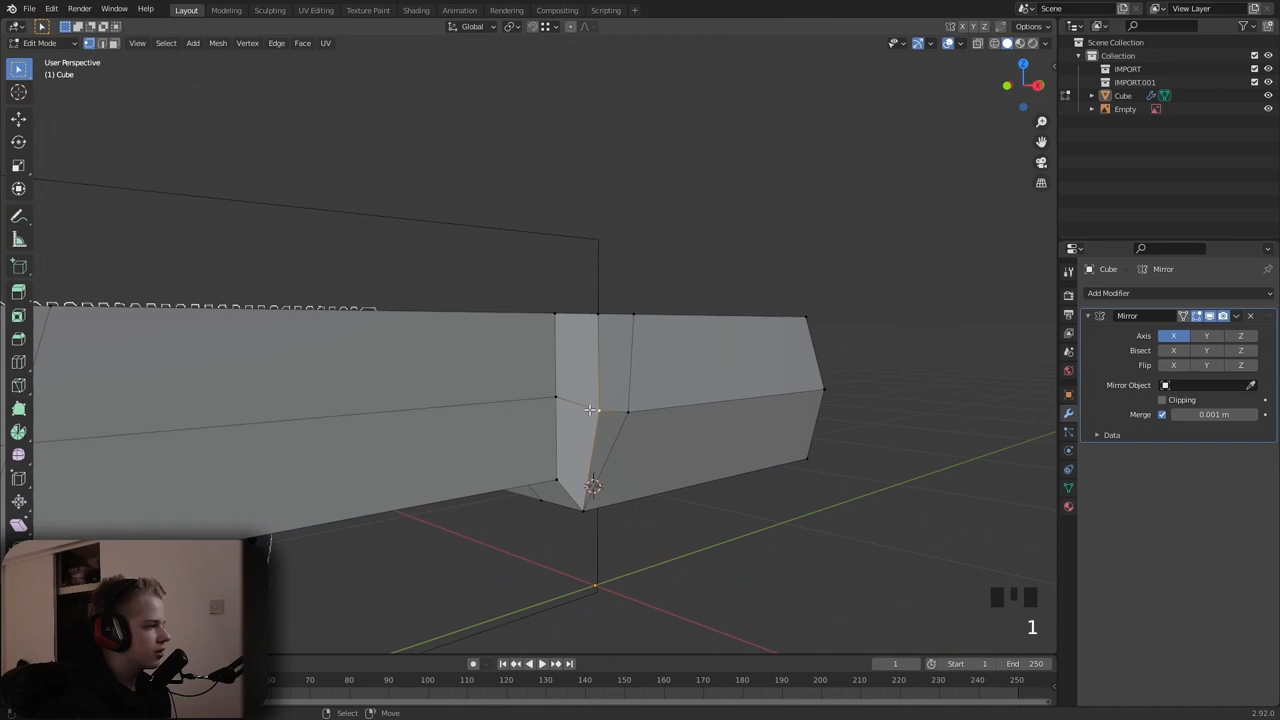 File Edit Render Window Help Layout Modeling Sculpting UV Editing Texture Paint Shading Animation Rendering Compositing Scripting + Scene View Layer
Global X Y Z Options
Edit Mode View Select Add Mesh Vertex Edge Face UV
Scene Collection
Collection
IMPORT
IMPORT.001
Cube
Empty
User Perspective
(1) Cube
Z
X
Cube Mirror
Add Modifier
Mirror
Axis X Y Z
Bisect X Y Z
Flip X Y Z
Mirror Object
Clipping
Merge 0.001 m
Data
1
1 Start 1 End 250
60 70 80 90 100 110 120 130 140 150 160 170 180 190 200 210 220 230 240 250
Select Move 2.92.0